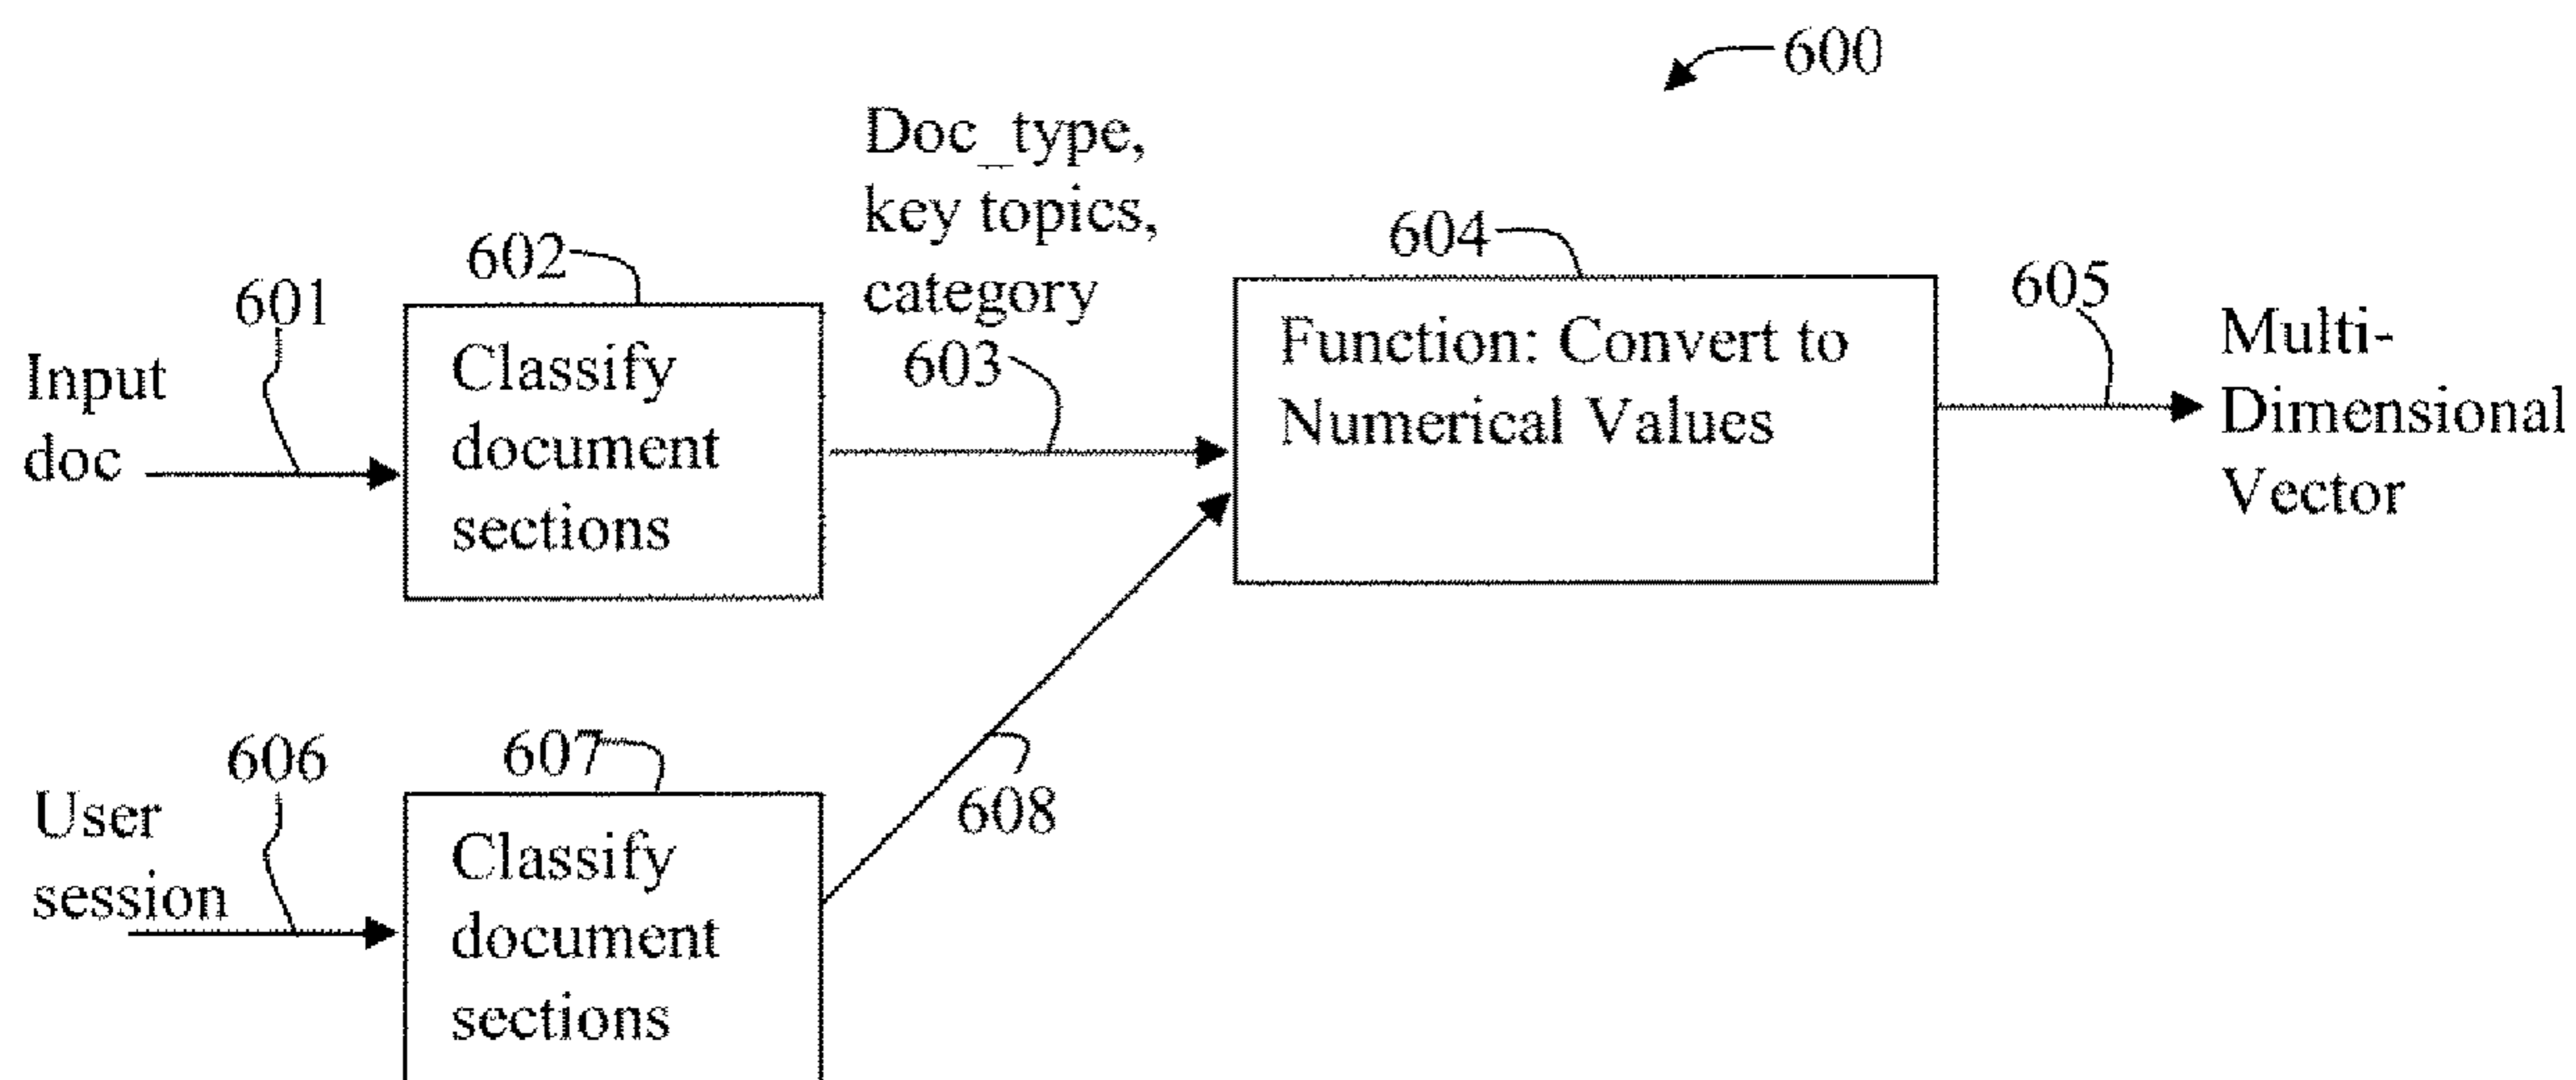 600
Doc_type,
key topics,
category
603
601
Input
doc
602
Classify
document
sections
604
Function: Convert to
Numerical Values
605
Multi-
Dimensional
Vector
606
User
session
607
Classify
document
sections
608